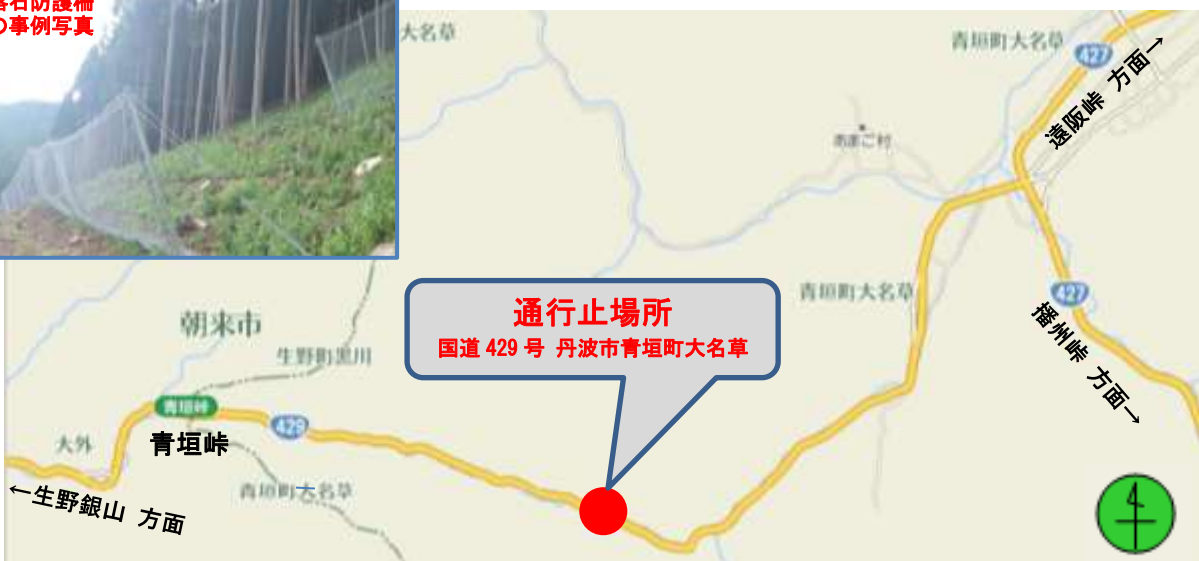 落石防護柵
の事例写真
大名草
青垣町大名草
427
遠阪峠 方面→
あまご村
通行止場所
国道 429 号 丹波市青垣町大名草
青垣町大名草
427
播州峠 方面→
朝来市
生野町黒川
青垣峠
429
大外
青垣峠
青垣町大名草
←生野銀山 方面